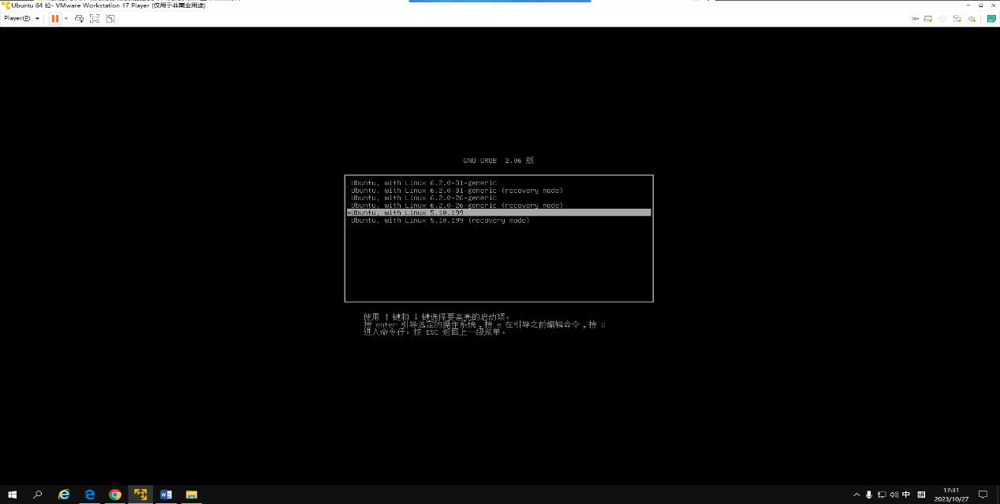 Ubuntu 64 位- VMware Workstation 17 Player (仅用于非商业用途)
Player(P)
GNU GRUB 2.06 版
Ubuntu, with Linux 6.2.0-31-generic
Ubuntu, with Linux 6.2.0-31-generic (recovery mode)
Ubuntu, with Linux 6.2.0-26-generic
Ubuntu, with Linux 6.2.0-26-generic (recovery mode)
*Ubuntu, with Linux 5.10.199
Ubuntu, with Linux 5.10.199 (recovery mode)
使用 ↑ 键和 ↓ 键选择要高亮的启动项。
按 enter 引导选定的操作系统，按 e 在引导之前编辑命令，按 c
进入命令行。按 ESC 返回上一级菜单。
中
17:31
2023/10/27